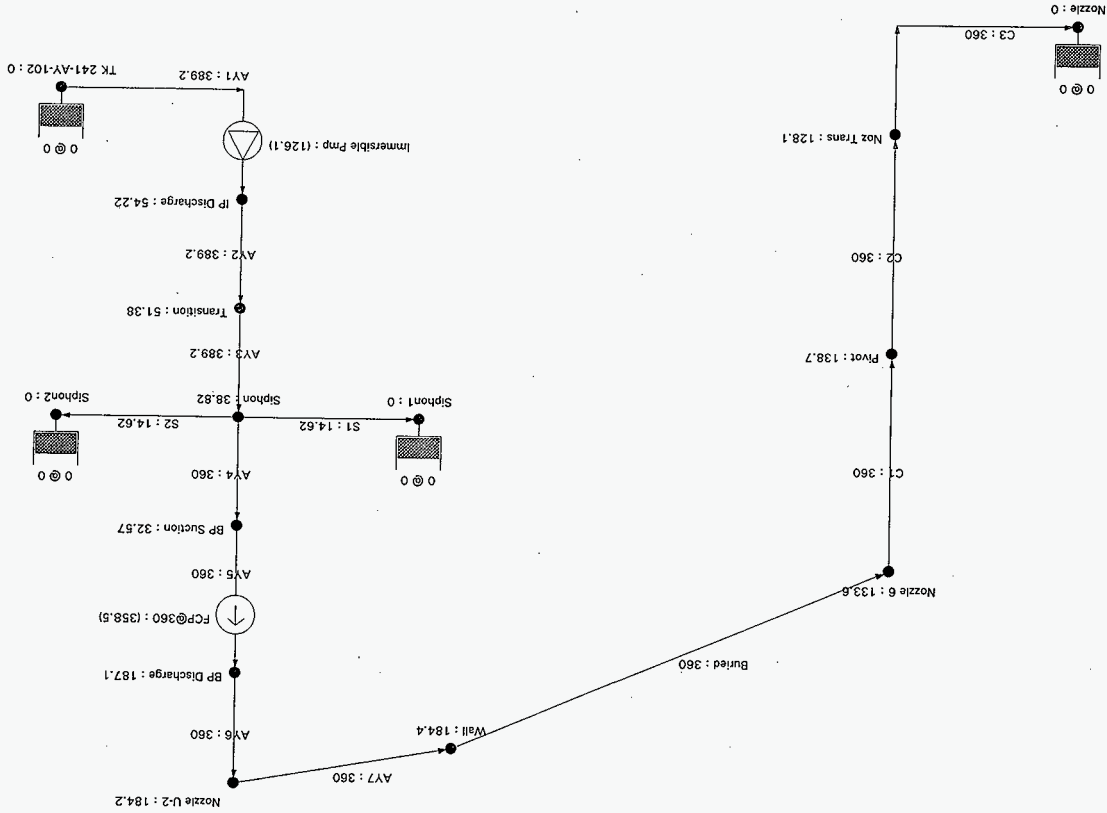 Nozzle U-2 : 184.2
AY7 : 360
AY6 : 360
Wall : 184.4
BP Discharge : 187.1
Buried : 360
FCP@360 : (358.5)
Nozzle 6 : 133.6
AY5 : 360
BP Suction : 32.57
0 @ 0
0 @ 0
C1 : 360
AY4 : 360
S1 : 14.62
S2 : 14.62
Siphon1 : 0
Siphon : 38.82
Siphon2 : 0
Pivot : 138.7
AY3 : 389.2
Transition : 51.38
C2 : 360
AY2 : 389.2
IP Discharge : 54.22
0 @ 0
Immersible Pmp : (126.1)
Noz Trans : 128.1
0 @ 0
AY1 : 389.2
TK 241-AY-102 : 0
C3 : 360
Nozzle : 0